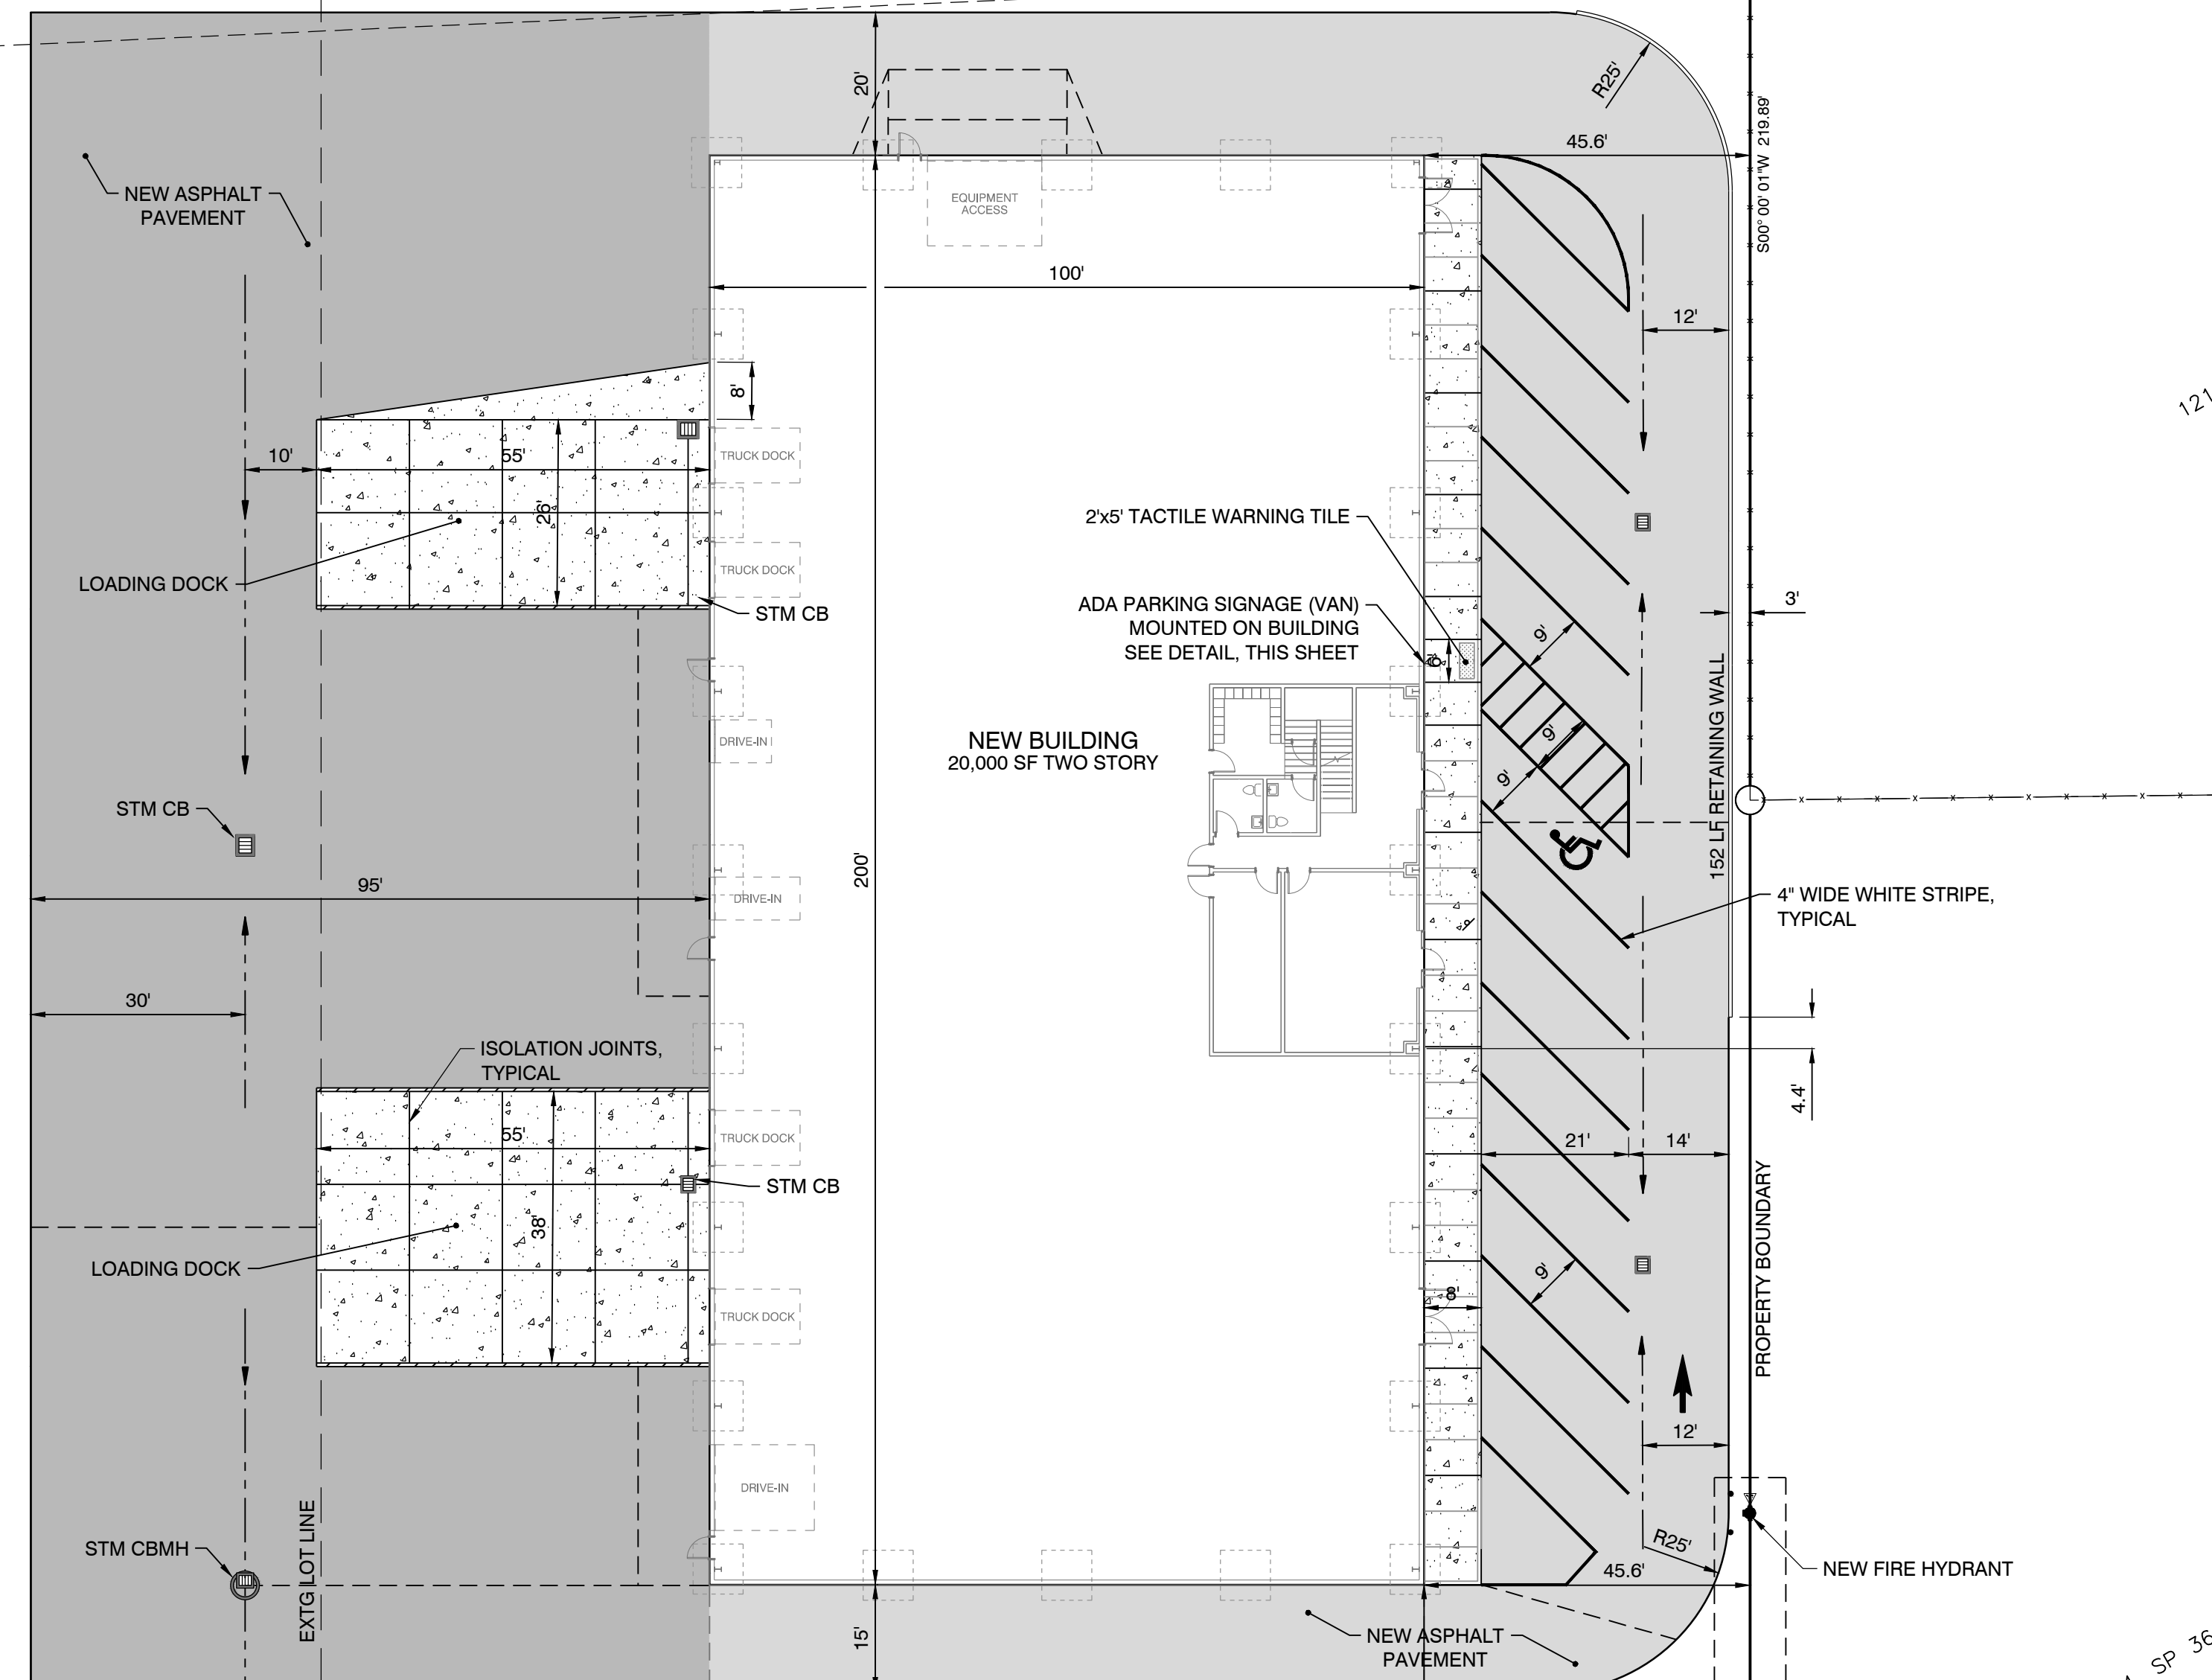 20'
R25'
45.6'
S00° 00' 01"W 219.89'
NEW ASPHALT
PAVEMENT
EQUIPMENT
ACCESS
100'
12'
8'
121
10'
55'
26'
TRUCK DOCK
TRUCK DOCK
2'x5' TACTILE WARNING TILE
LOADING DOCK
STM CB
ADA PARKING SIGNAGE (VAN)
MOUNTED ON BUILDING
SEE DETAIL, THIS SHEET
6'
9'
3'
152 LF RETAINING WALL
NEW BUILDING
20,000 SF TWO STORY
DRIVE-IN
9'
9'
STM CB
95'
200'
DRIVE-IN
4" WIDE WHITE STRIPE,
TYPICAL
30'
ISOLATION JOINTS,
TYPICAL
4.4'
55'
TRUCK DOCK
21'
14'
STM CB
38'
PROPERTY BOUNDARY
LOADING DOCK
9'
8'
TRUCK DOCK
12'
DRIVE-IN
EXTG LOT LINE
STM CBMH
R25'
45.6'
NEW FIRE HYDRANT
15'
NEW ASPHALT
PAVEMENT
SP 36